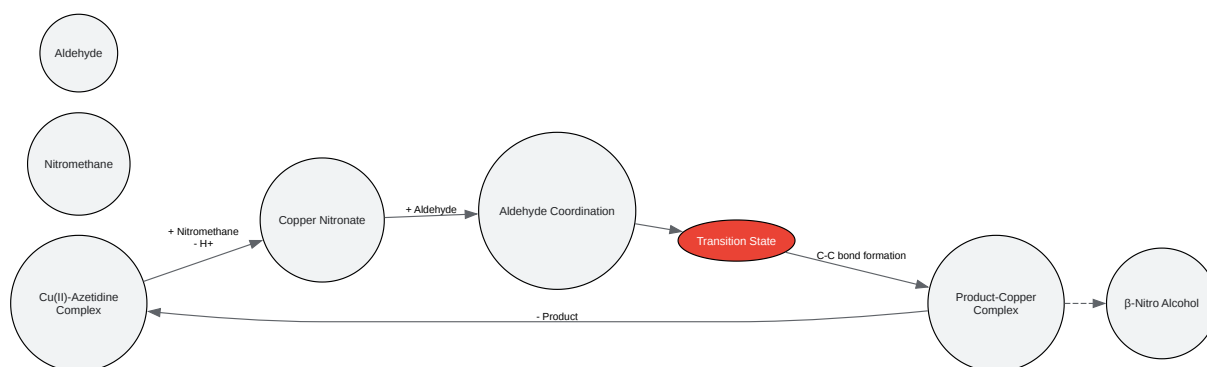 Aldehyde
Nitromethane
+ Nitromethane
- H+
Copper Nitronate
+ Aldehyde
Aldehyde Coordination
Transition State
C-C bond formation
Cu(II)-Azetidine
Complex
- Product
Product-Copper
Complex
β-Nitro Alcohol